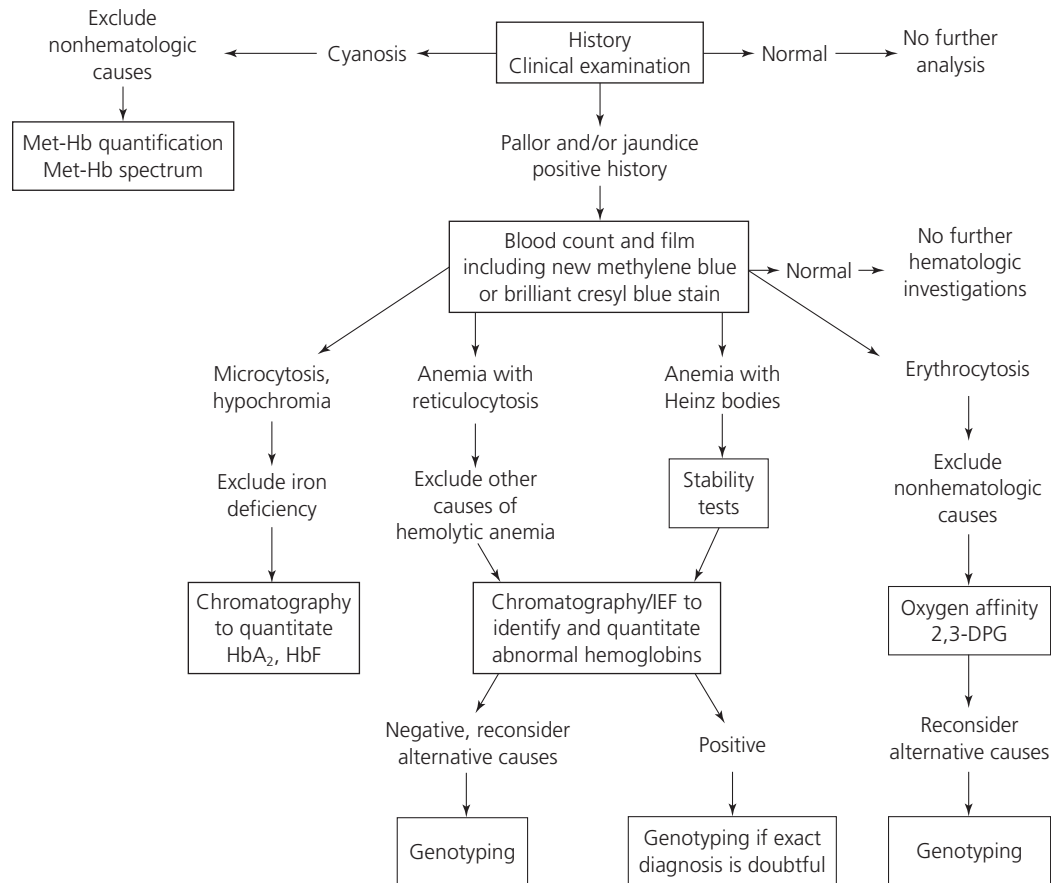 Exclude
nonhematologic
causes
Cyanosis
History
Clinical examination
Normal
No further
analysis
Met-Hb quantification
Met-Hb spectrum
Pallor and/or jaundice
positive history
Blood count and film
including new methylene blue
or brilliant cresyl blue stain
Normal
No further
hematologic
investigations
Microcytosis,
hypochromia
Anemia with
reticulocytosis
Anemia with
Heinz bodies
Erythrocytosis
Exclude iron
deficiency
Exclude other
causes of
hemolytic anemia
Stability
tests
Exclude
nonhematologic
causes
Chromatography
to quantitate
HbA₂, HbF
Chromatography/IEF to
identify and quantitate
abnormal hemoglobins
Oxygen affinity
2,3-DPG
Negative, reconsider
alternative causes
Positive
Reconsider
alternative causes
Genotyping
Genotyping if exact
diagnosis is doubtful
Genotyping